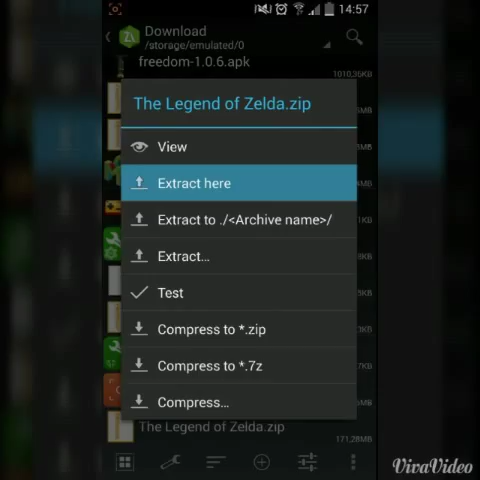 14:57
Download
/storage/emulated/0
freedom-1.0.6.apk
1010,36KB
The Legend of Zelda.zip
View
Extract here
Extract to ./<Archive name>/
Extract...
Test
Compress to *.zip
Compress to *.7z
Compress...
The Legend of Zelda.zip
171,28MB
VivaVideo